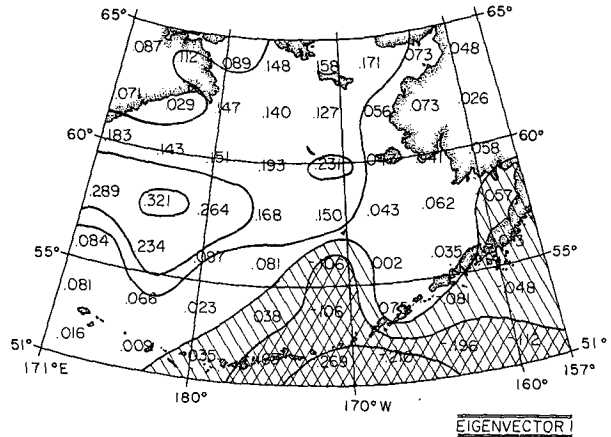 65° 65°
.087 .112 .089 .148 .158 .171 .073 .048
.071 .029 .147 .140 .127 .056 .073 .026
60° 60°
.183 .143 .151 .193 .231 .041 .058
.289 .321 .264 .168 .150 .043 .062 .057
55° 55°
.084 .234 .087 .081 -.106 .002 .035
.081 .066 .023 .038 -.106 .075 -.081 -.048
.016 .009 .035 .269 -.196 -.112
51° 51°
171°E 180° 170°W 160° 157°
EIGENVECTOR I